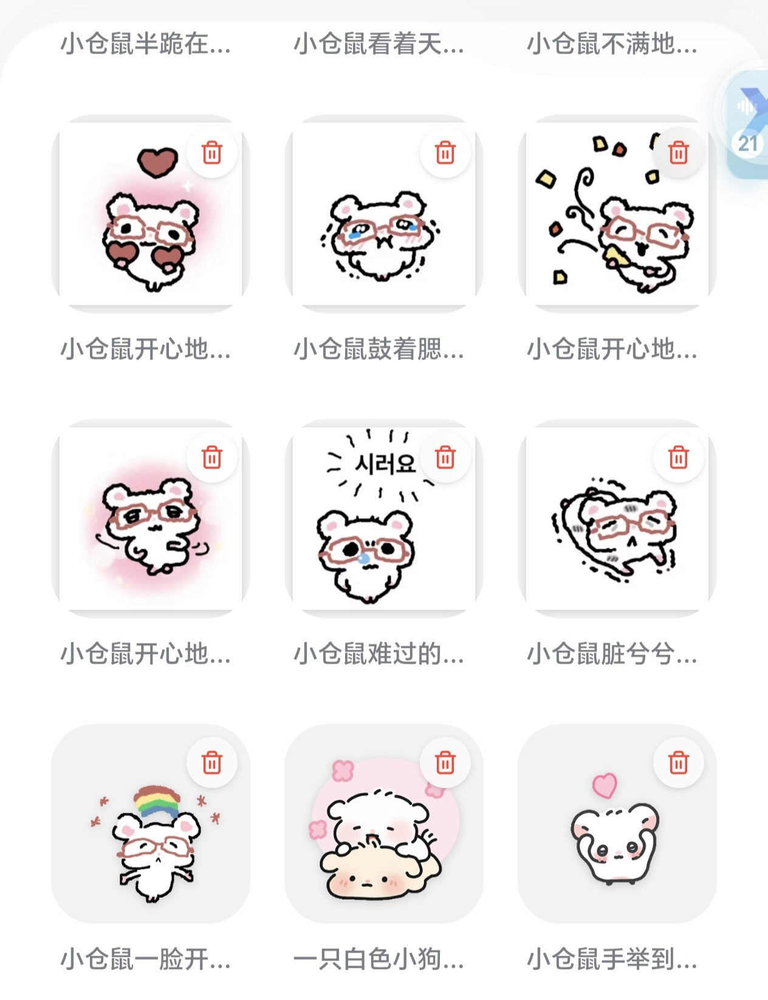 小仓鼠半跪在...
小仓鼠看着天...
小仓鼠不满地...
21
小仓鼠开心地...
小仓鼠鼓着腮...
小仓鼠开心地...
시러요
小仓鼠开心地...
小仓鼠难过的...
小仓鼠脏兮兮...
小仓鼠一脸开...
一只白色小狗...
小仓鼠手举到...